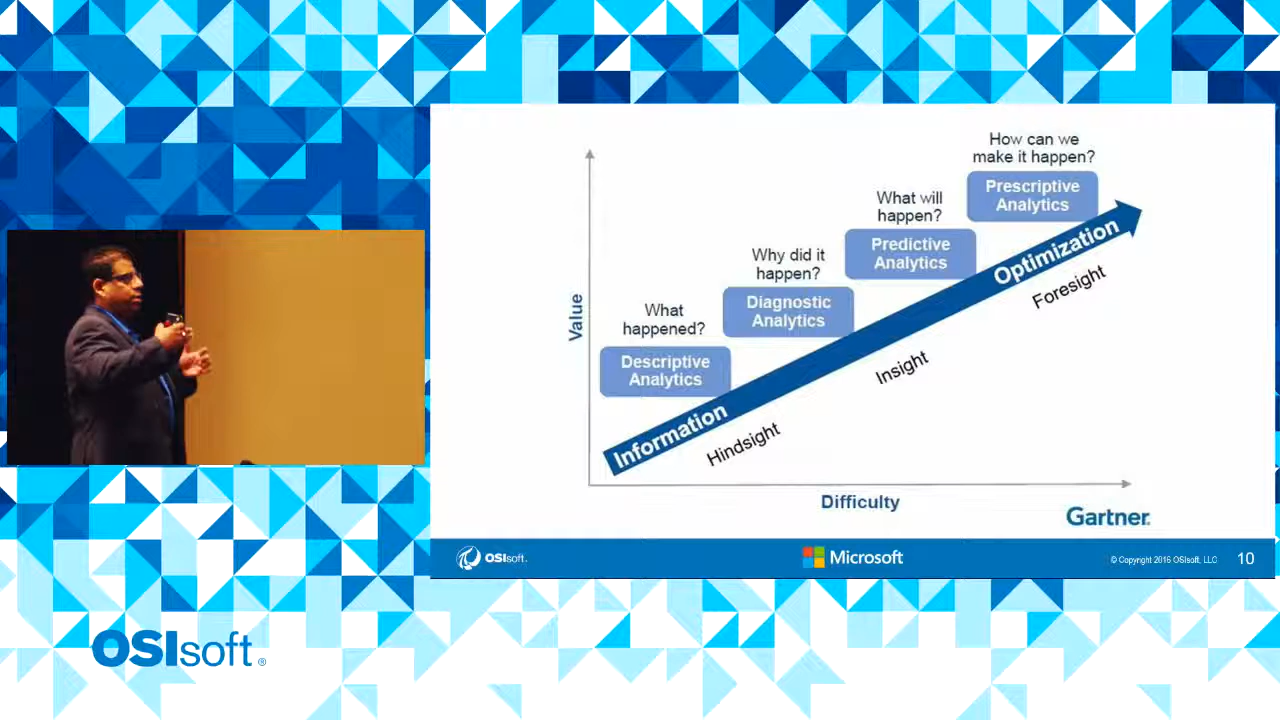 How can we
make it happen?
Prescriptive
Analytics
What will
happen?
Predictive
Analytics
Why did it
happen?
Diagnostic
Analytics
What
happened?
Descriptive
Analytics
Value
Information
Optimization
Hindsight
Insight
Foresight
Difficulty
Gartner.
OSIsoft.
Microsoft
© Copyright 2016 OSIsoft, LLC
10
OSIsoft®